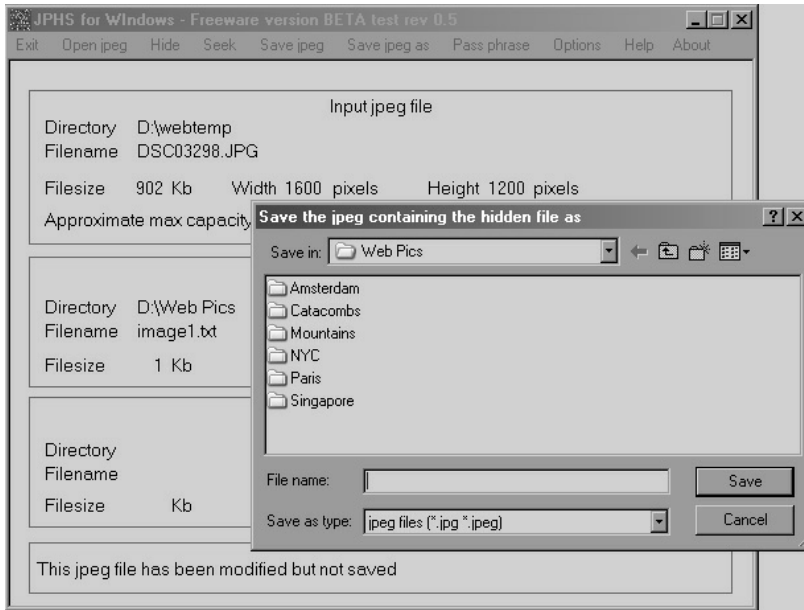 JPHS for WIndows - Freeware version BETA test rev 0.5
Exit Open jpeg Hide Seek Save jpeg Save jpeg as Pass phrase Options Help About
Input jpeg file
Directory D:\webtemp
Filename DSC03298.JPG
Filesize 902 Kb Width 1600 pixels Height 1200 pixels
Approximate max capacity
Directory D:\Web Pics
Filename image1.txt
Filesize 1 Kb
Directory
Filename
Filesize Kb
This jpeg file has been modified but not saved
Save the jpeg containing the hidden file as
Save in: Web Pics
Amsterdam
Catacombs
Mountains
NYC
Paris
Singapore
File name:
Save
Save as type: jpeg files (*.jpg *.jpeg)
Cancel